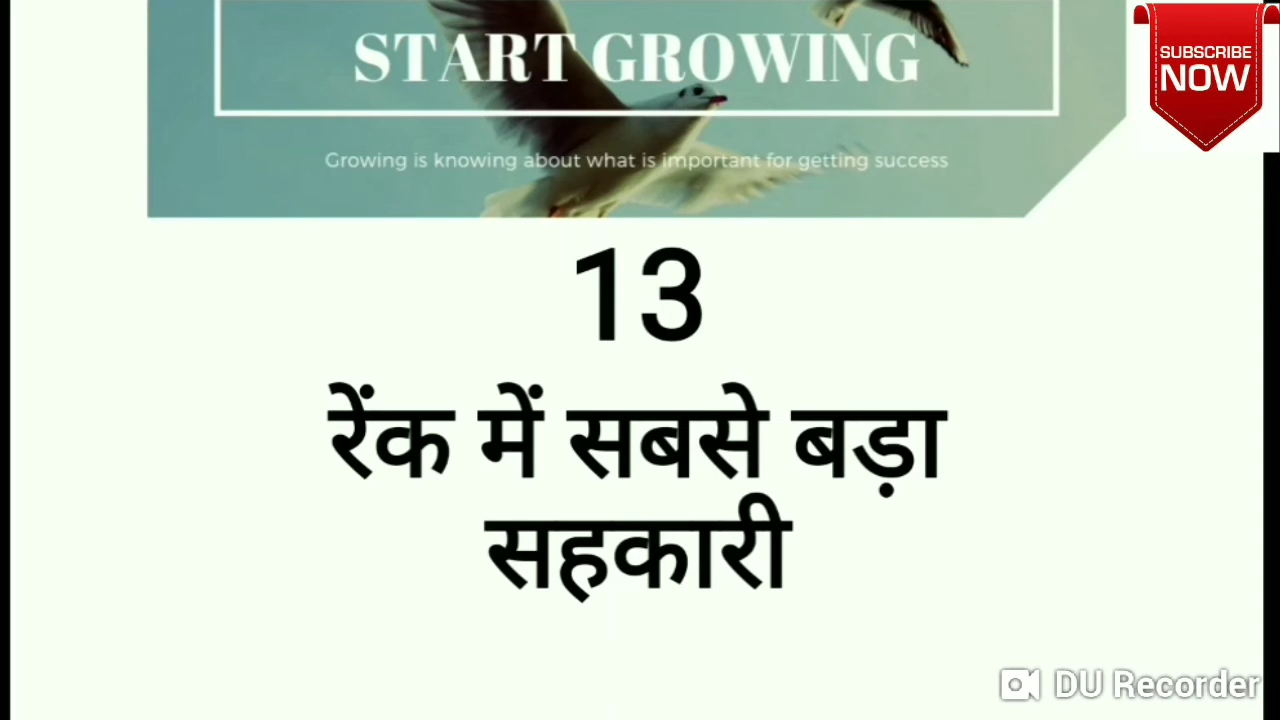 START GROWING
SUBSCRIBE
NOW
Growing is knowing about what is important for getting success
13
रेंक में सबसे बड़ा
सहकारी
DU Recorder